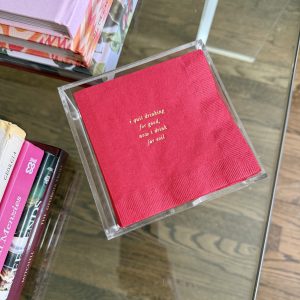 i quit drinking
for good,
now i drink
for evil